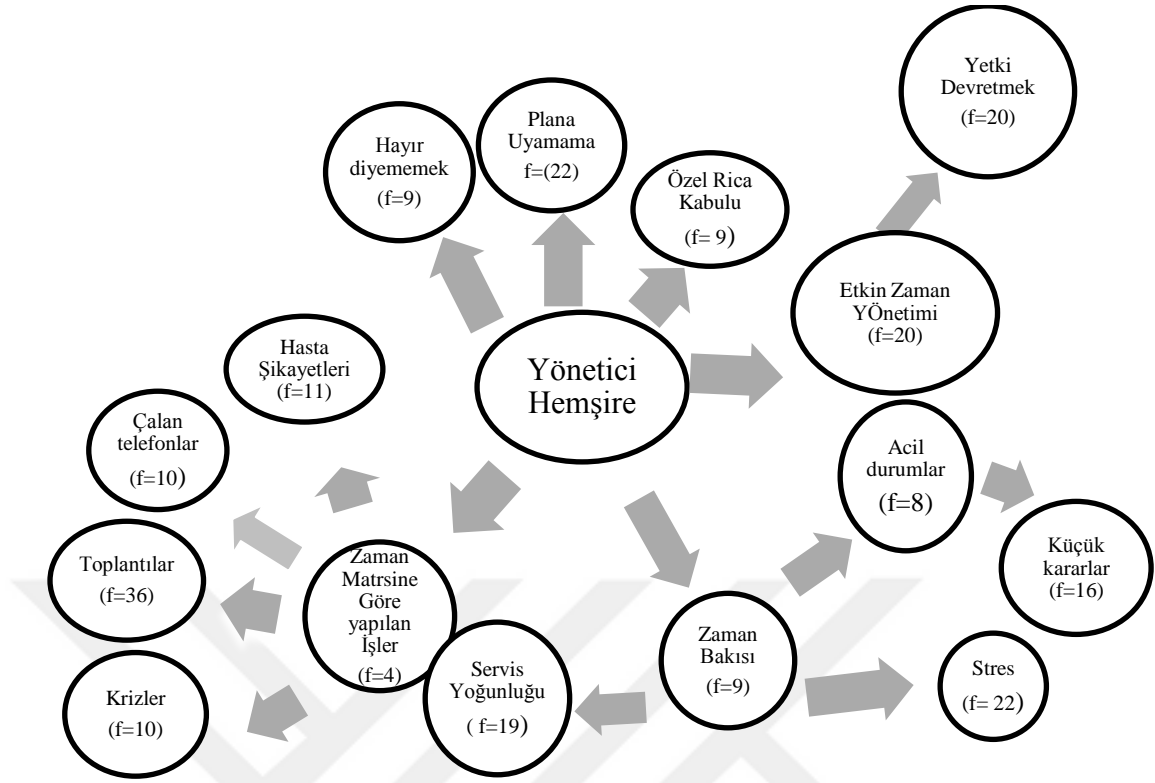 Yetki
Devretmek
(f=20)
Plana
Uyamama
f=(22)
Hayır
diyememek
(f=9)
Özel Rica
Kabulu
(f= 9)
Etkin Zaman
YÖnetimi
(f=20)
Hasta
Şikayetleri
(f=11)
Yönetici
Hemşire
Çalan
telefonlar
(f=10)
Acil
durumlar
(f=8)
Toplantılar
(f=36)
Zaman
Matrsine
Göre
yapılan
İşler
(f=4)
Küçük
kararlar
(f=16)
Servis
Yoğunluğu
( f=19)
Zaman
Bakısı
(f=9)
Stres
(f= 22)
Krizler
(f=10)